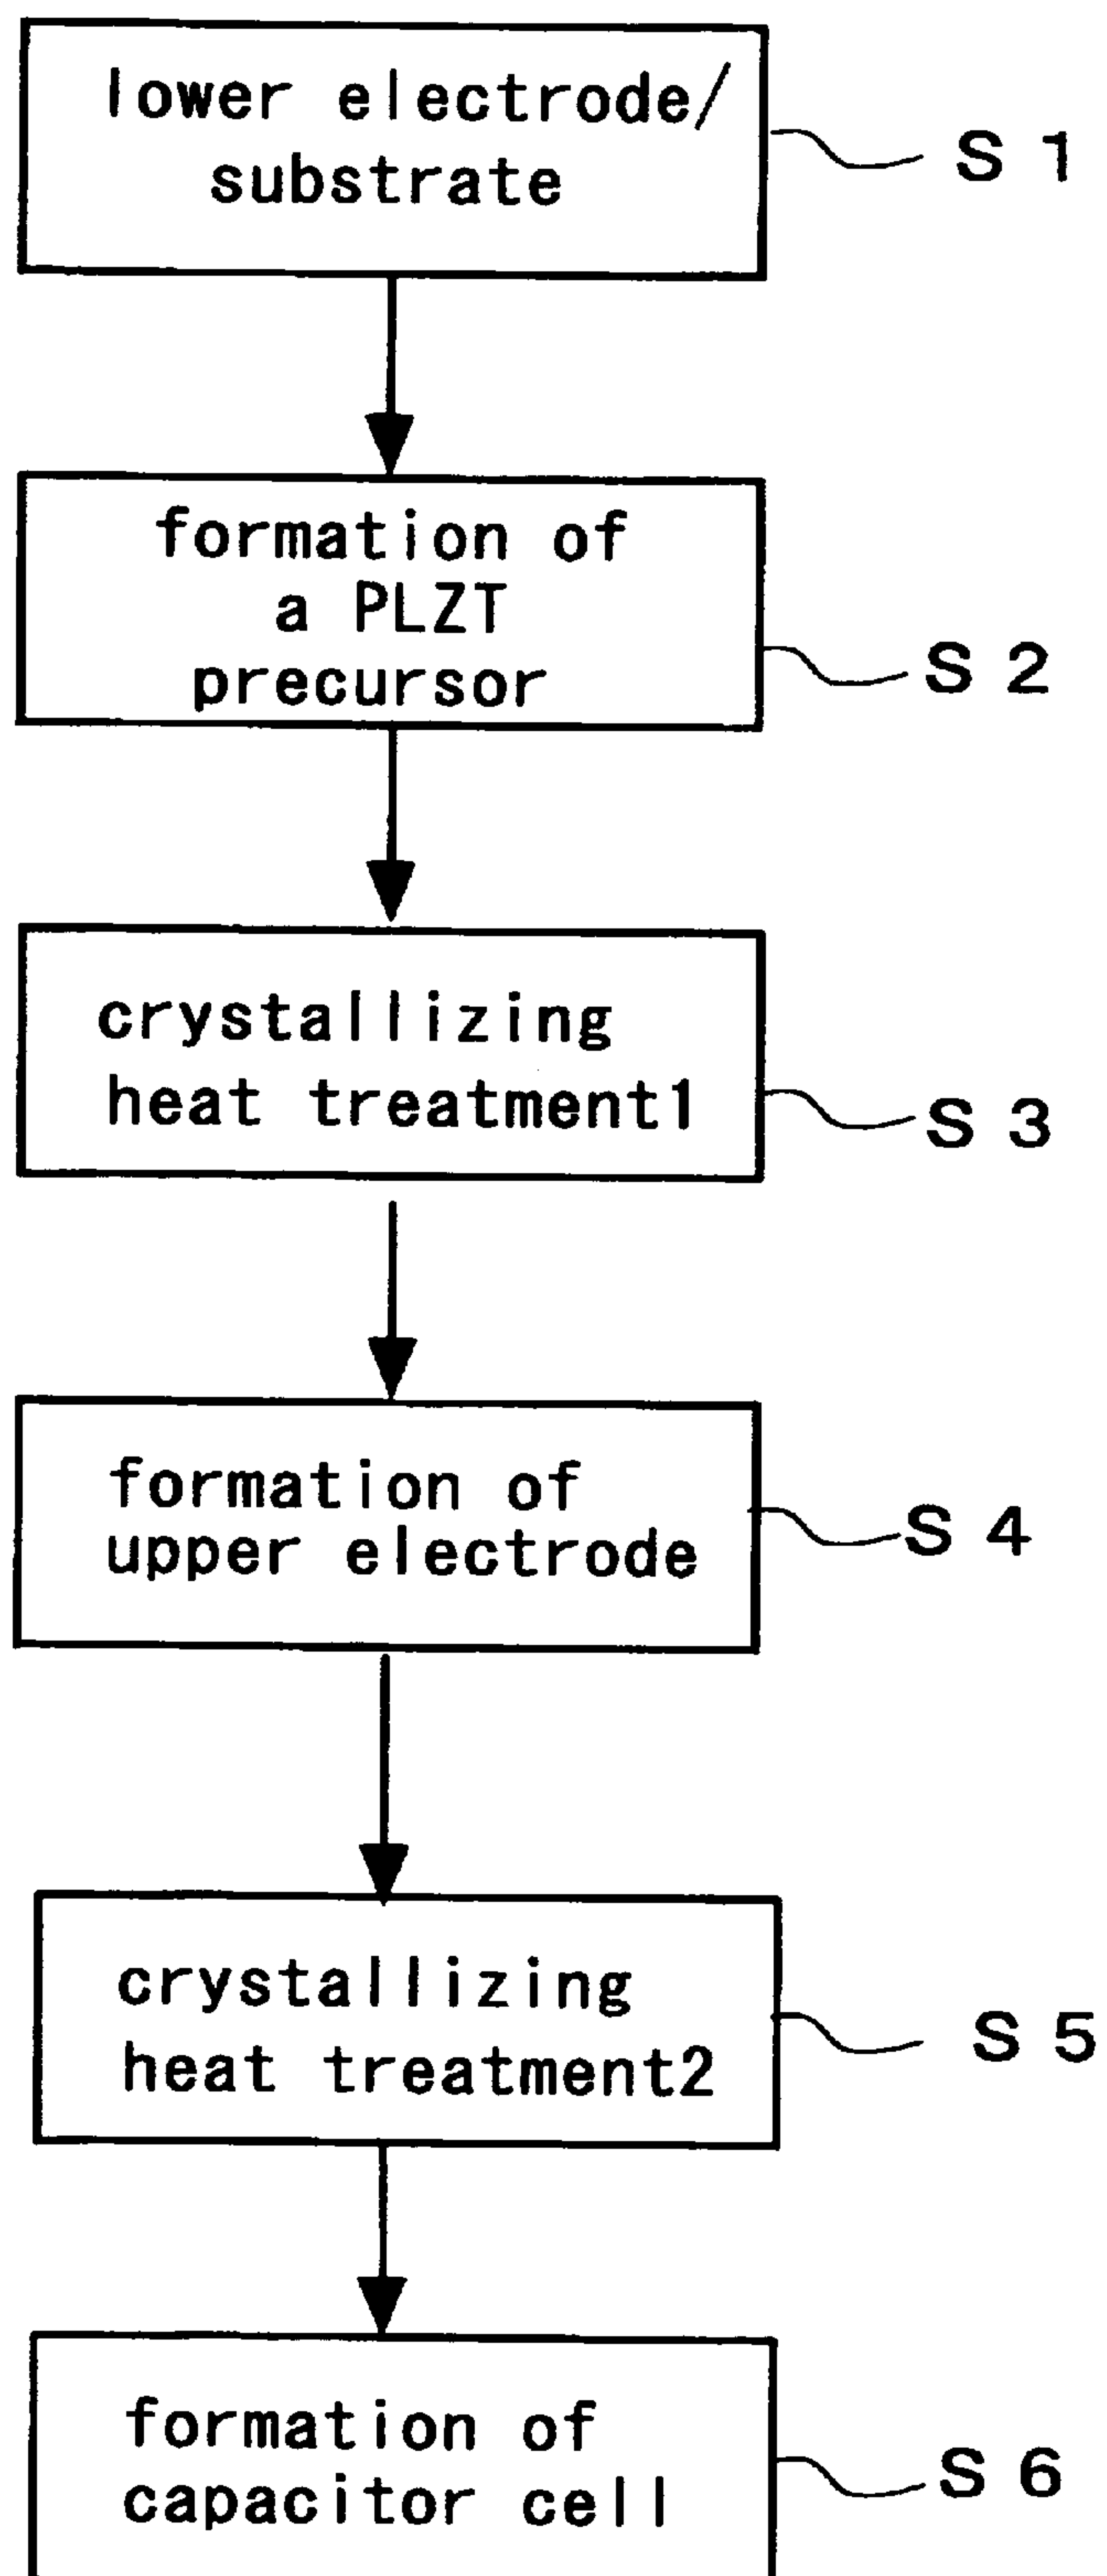 lower electrode/
substrate
S 1
formation of
a PLZT
precursor
S 2
crystallizing
heat treatment1
S 3
formation of
upper electrode
S 4
crystallizing
heat treatment2
S 5
formation of
capacitor cell
S 6